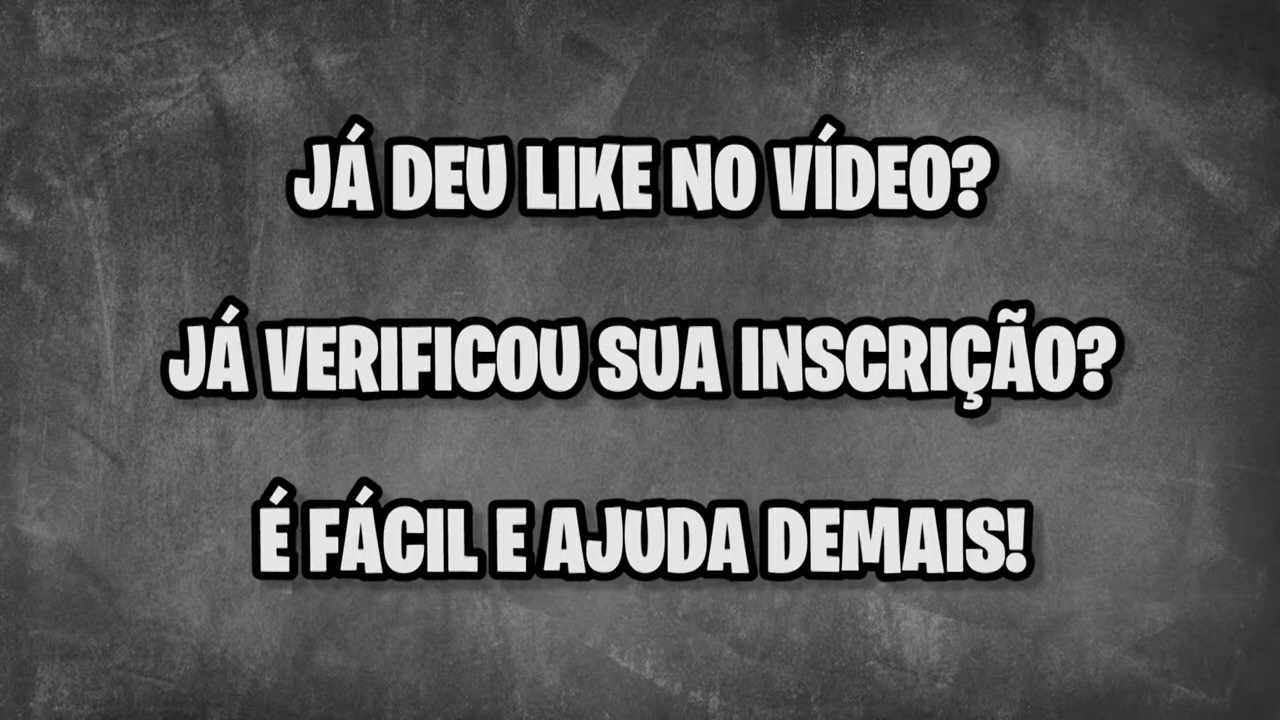 JÁ DEU LIKE NO VÍDEO?
JÁ VERIFICOU SUA INSCRIÇÃO?
É FÁCIL E AJUDA DEMAIS!